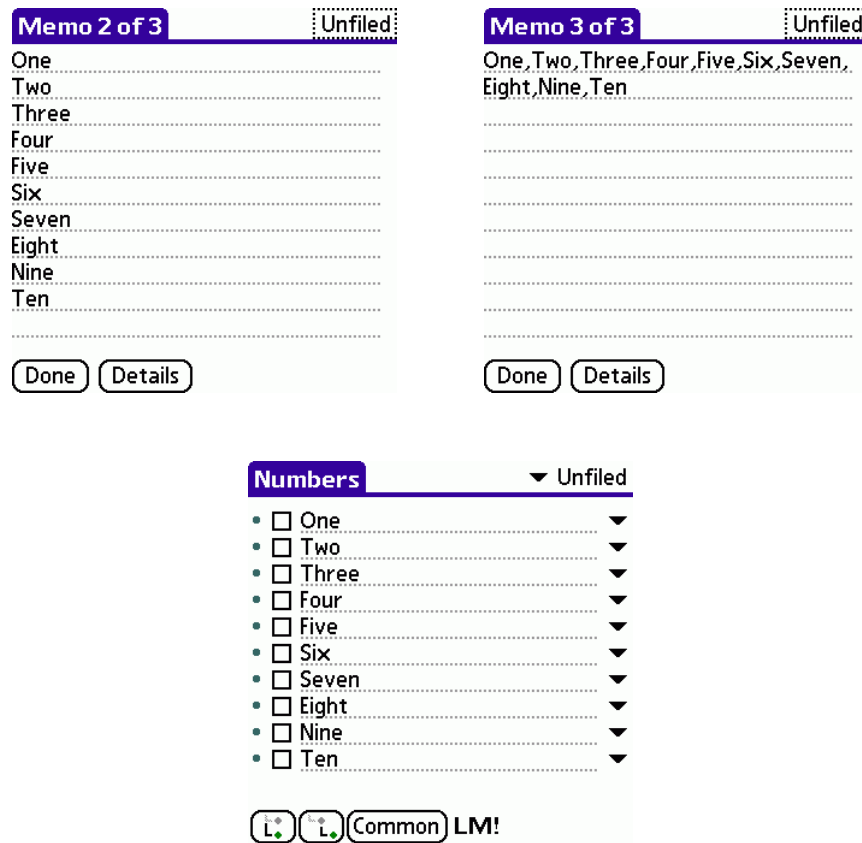 Memo 2 of 3
Unfiled
One
Two
Three
Four
Five
Six
Seven
Eight
Nine
Ten
Done
Details
Memo 3 of 3
Unfiled
One,Two,Three,Four,Five,Six,Seven,
Eight,Nine,Ten
Done
Details
Numbers
Unfiled
One
Two
Three
Four
Five
Six
Seven
Eight
Nine
Ten
L
L
Common
LM!